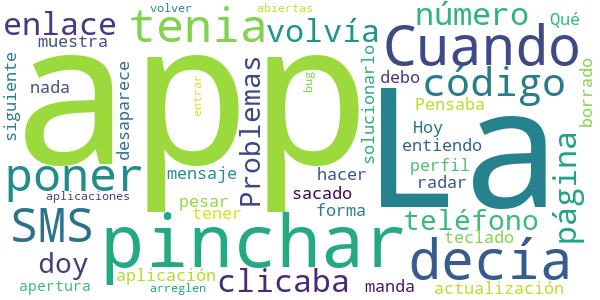 volver
abiertas
enlace
tenia
número
Qué
muestra
volvía
Cuando
siguiente
nada
app
La
desaparece
entrar
bug
Problemas
solucionarlo
debo
código
borrado
Pensaba
Hoy
entiendo
poner
mensaje
hacer
perfil
radar
página
aplicaciones
pesar
sacado
SMS
tener
forma
teléfono
pinchar
decía
teclado
doy
aplicación
clicaba
manda
actualización
apertura
arreglen